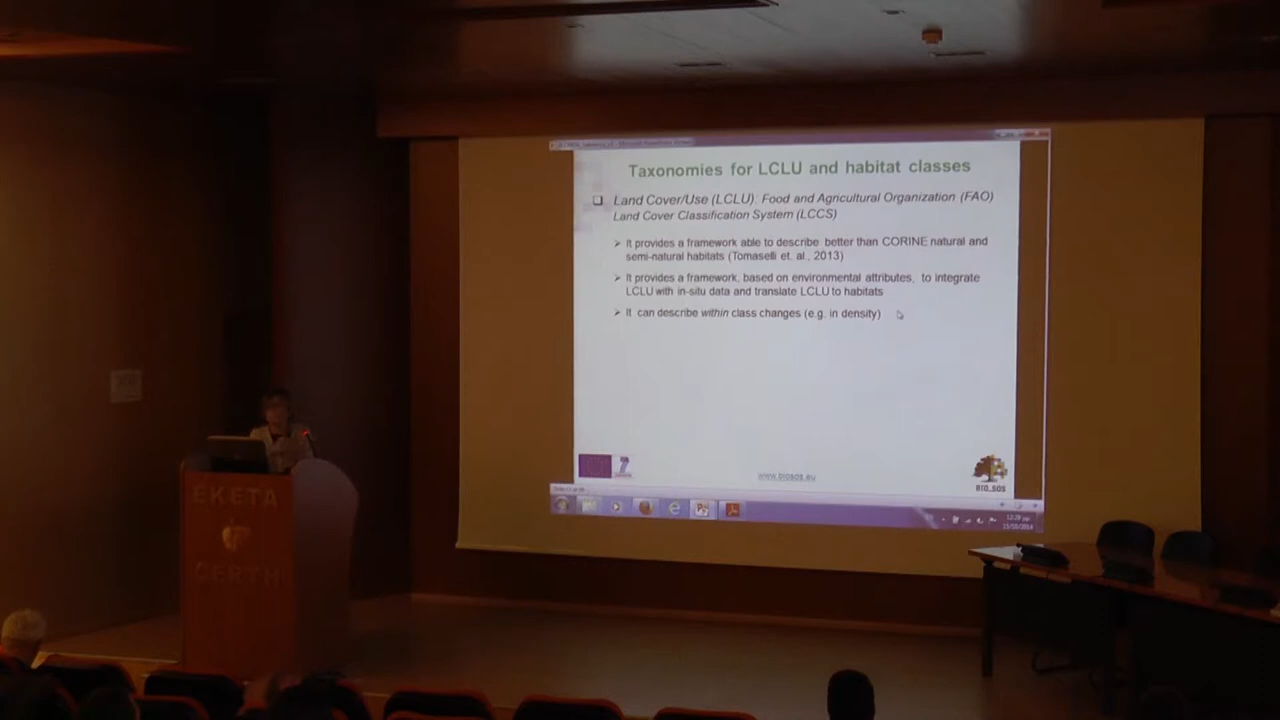 Taxonomies for LCLU and habitat classes
❑ Land Cover/Use (LCLU): Food and Agricultural Organization (FAO)
Land Cover Classification System (LCCS)
➢ It provides a framework able to describe better than CORINE natural and
semi-natural habitats (Tomaselli et. al., 2013)
➢ It provides a framework, based on environmental attributes, to integrate
LCLU with in-situ data and translate LCLU to habitats
➢ It can describe within class changes (e.g. in density)
www.biosos.eu
BIO_SOS
EKETA
CERTH